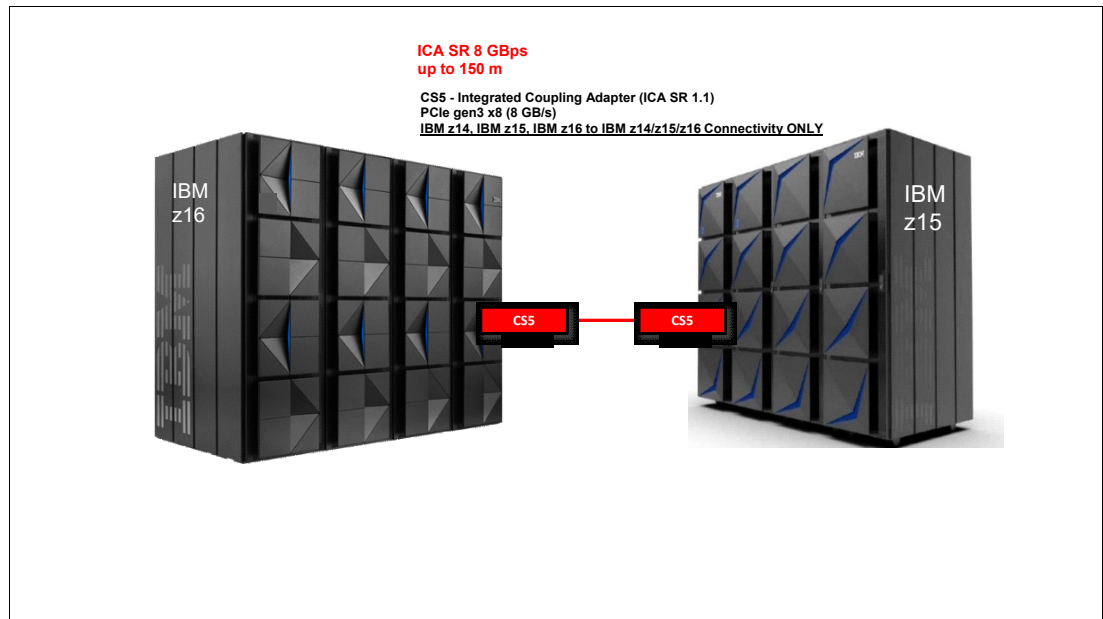 ICA SR 8 GBps
up to 150 m
CS5 - Integrated Coupling Adapter (ICA SR 1.1)
PCIe gen3 x8 (8 GB/s)
IBM z14, IBM z15, IBM z16 to IBM z14/z15/z16 Connectivity ONLY
IBM
z16
IBM
z15
IBM
CS5
CS5